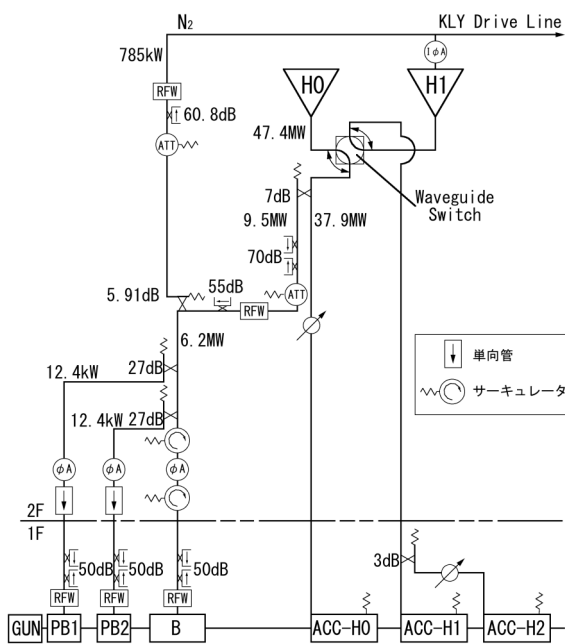 N₂
KLY Drive Line
785kW
IφA
RFW
H0
H1
60.8dB
47.4MW
ATT
Waveguide
Switch
7dB
9.5MW
37.9MW
70dB
55dB
ATT
5.91dB
RFW
6.2MW
単向管
27dB
12.4kW
サーキュレータ
12.4kW
27dB
φA
φA
φA
2F
1F
3dB
50dB
50dB
50dB
RFW
RFW
RFW
GUN
PB1
PB2
B
ACC-H0
ACC-H1
ACC-H2